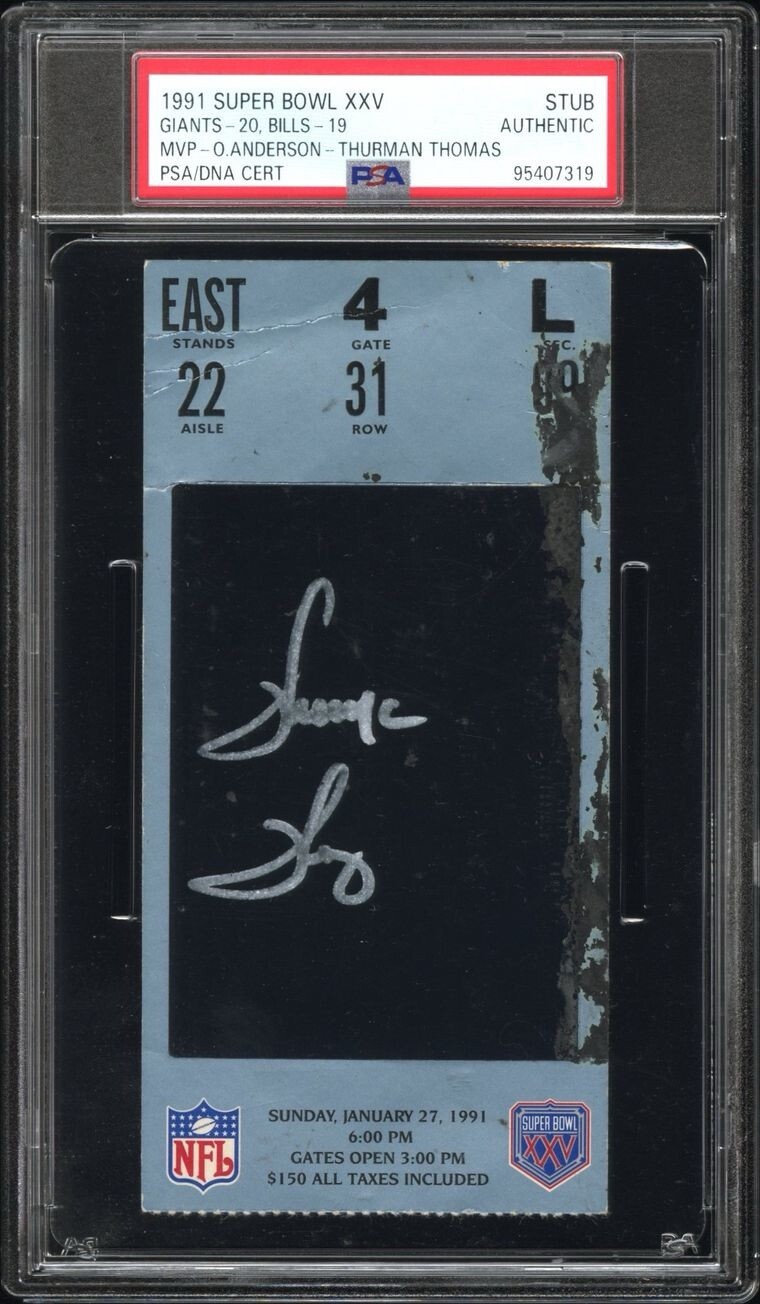 1991 SUPER BOWL XXV STUB
GIANTS - 20, BILLS - 19 AUTHENTIC
MVP - O.ANDERSON - THURMAN THOMAS
PSA/DNA CERT PSA 95407319
EAST 4 L
STANDS GATE SEC.
22 31
AISLE ROW
NFL
SUNDAY, JANUARY 27, 1991
6:00 PM
GATES OPEN 3:00 PM
$150 ALL TAXES INCLUDED
SUPER BOWL
XXV